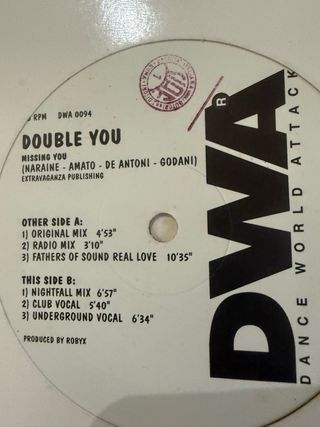 RPM DWA 0094
DOUBLE YOU
MISSING YOU
(NARAINE - AMATO - DE ANTONI - GODANI)
EXTRAVAGANZA PUBLISHING
OTHER SIDE A:
1) ORIGINAL MIX 4'53"
2) RADIO MIX 3'10"
3) FATHERS OF SOUND REAL LOVE 10'35"
THIS SIDE B:
1) NIGHTFALL MIX 6'57"
2) CLUB VOCAL 5'40"
3) UNDERGROUND VOCAL 6'34"
PRODUCED BY ROBYX
DWA®
DANCE WORLD ATTACK